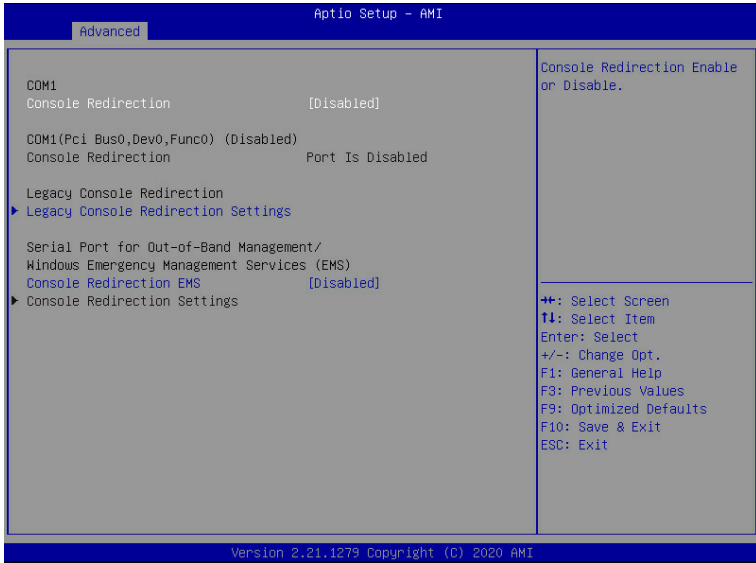 Aptio Setup – AMI
Advanced
COM1
Console Redirection [Disabled]
COM1(Pci Bus0,Dev0,Func0) (Disabled)
Console Redirection Port Is Disabled
Legacy Console Redirection
Legacy Console Redirection Settings
Serial Port for Out-of-Band Management/
Windows Emergency Management Services (EMS)
Console Redirection EMS [Disabled]
Console Redirection Settings
Console Redirection Enable
or Disable.
→←: Select Screen
↑↓: Select Item
Enter: Select
+/-: Change Opt.
F1: General Help
F3: Previous Values
F9: Optimized Defaults
F10: Save & Exit
ESC: Exit
Version 2.21.1279 Copyright (C) 2020 AMI